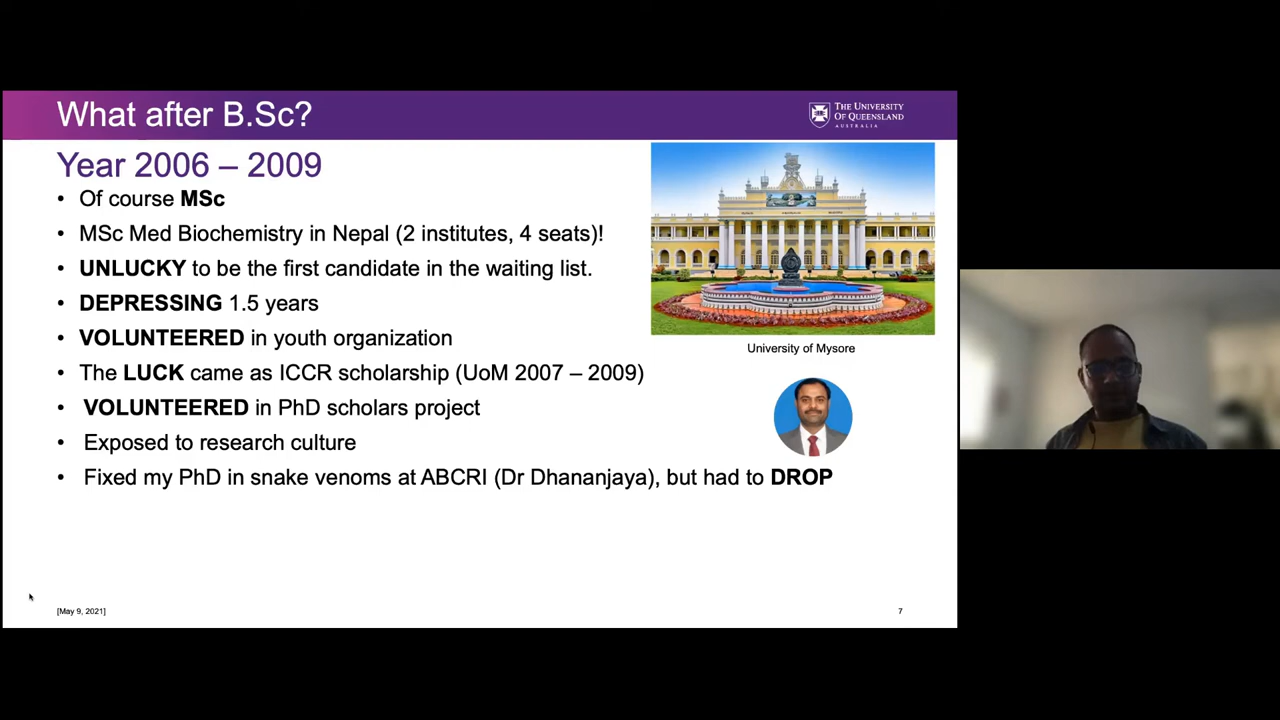 What after B.Sc?
THE UNIVERSITY
OF QUEENSLAND
AUSTRALIA
Year 2006 – 2009
• Of course MSc
• MSc Med Biochemistry in Nepal (2 institutes, 4 seats)!
• UNLUCKY to be the first candidate in the waiting list.
• DEPRESSING 1.5 years
• VOLUNTEERED in youth organization
University of Mysore
• The LUCK came as ICCR scholarship (UoM 2007 – 2009)
• VOLUNTEERED in PhD scholars project
• Exposed to research culture
• Fixed my PhD in snake venoms at ABCRI (Dr Dhananjaya), but had to DROP
[May 9, 2021]
7